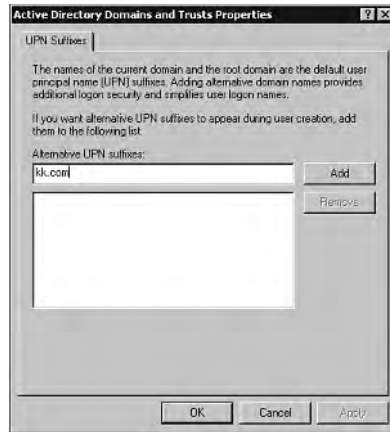 Active Directory Domains and Trusts Properties
UPN Suffixes
The names of the current domain and the root domain are the default user
principal name (UPN) suffixes. Adding alternative domain names provides
additional logon security and simplifies user logon names.
If you want alternative UPN suffixes to appear during user creation, add
them to the following list.
Alternative UPN suffixes:
kk.com
Add
Remove
OK
Cancel
Apply